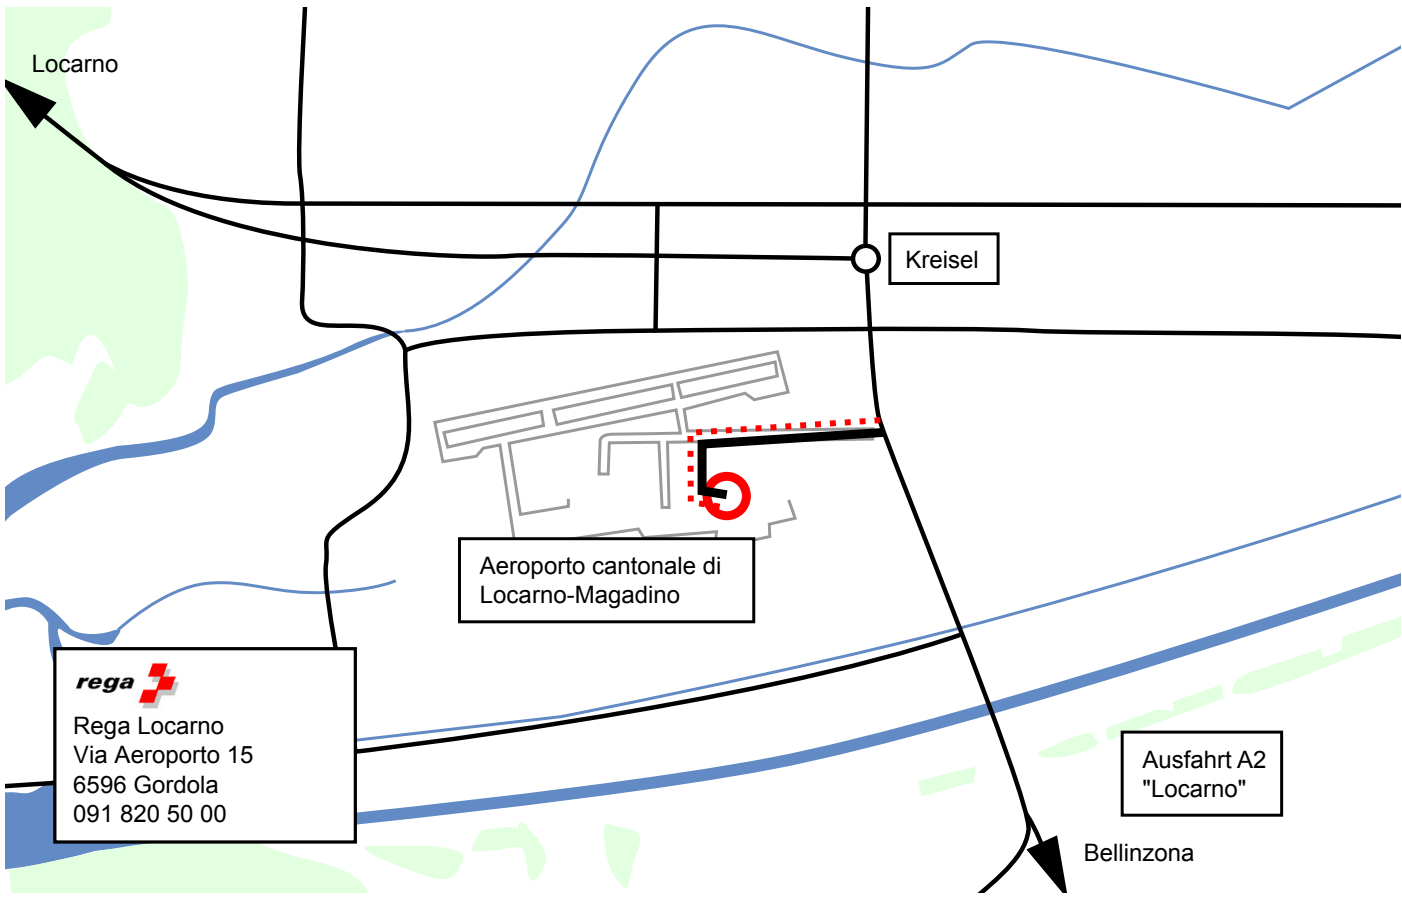 Locarno
Kreisel
Aeroporto cantonale di
Locarno-Magadino
rega
Rega Locarno
Via Aeroporto 15
6596 Gordola
091 820 50 00
Ausfahrt A2
"Locarno"
Bellinzona